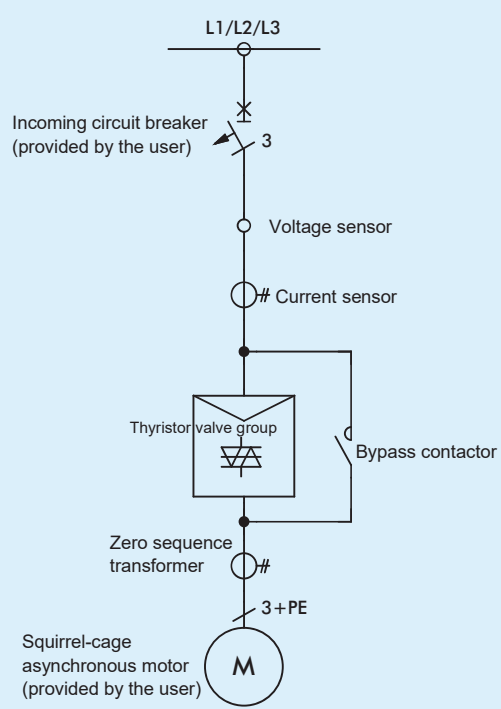 L1/L2/L3
Incoming circuit breaker
(provided by the user)
3
Voltage sensor
Current sensor
Thyristor valve group
Bypass contactor
Zero sequence
transformer
3+PE
Squirrel-cage
asynchronous motor
(provided by the user)
M